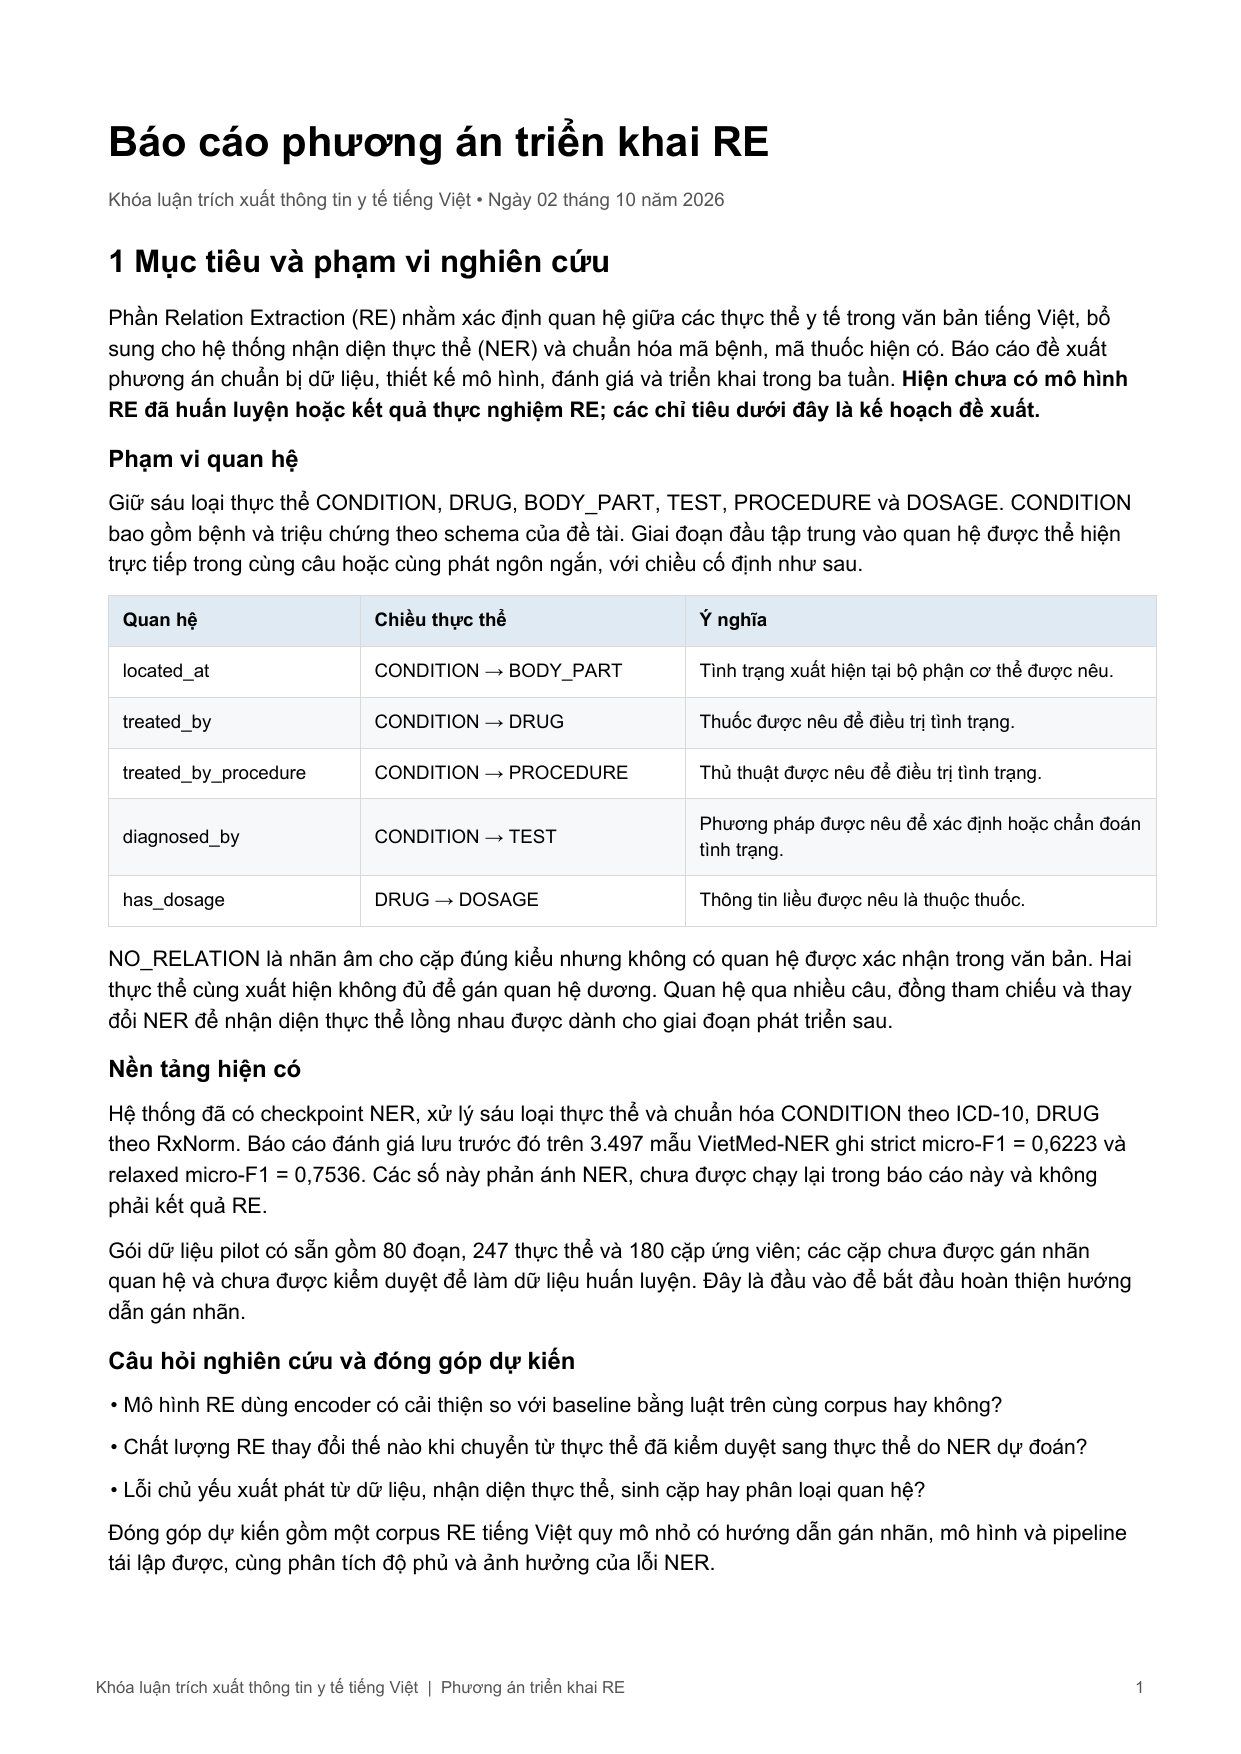 Báo cáo phương án triển khai RE
Khóa luận trích xuất thông tin y tế tiếng Việt • Ngày 02 tháng 10 năm 2026
1 Mục tiêu và phạm vi nghiên cứu
Phần Relation Extraction (RE) nhằm xác định quan hệ giữa các thực thể y tế trong văn bản tiếng Việt, bổ
sung cho hệ thống nhận diện thực thể (NER) và chuẩn hóa mã bệnh, mã thuốc hiện có. Báo cáo đề xuất
phương án chuẩn bị dữ liệu, thiết kế mô hình, đánh giá và triển khai trong ba tuần. Hiện chưa có mô hình
RE đã huấn luyện hoặc kết quả thực nghiệm RE; các chỉ tiêu dưới đây là kế hoạch đề xuất.
Phạm vi quan hệ
Giữ sáu loại thực thể CONDITION, DRUG, BODY_PART, TEST, PROCEDURE và DOSAGE. CONDITION
bao gồm bệnh và triệu chứng theo schema của đề tài. Giai đoạn đầu tập trung vào quan hệ được thể hiện
trực tiếp trong cùng câu hoặc cùng phát ngôn ngắn, với chiều cố định như sau.
Quan hệ Chiều thực thể Ý nghĩa
located_at CONDITION → BODY_PART Tình trạng xuất hiện tại bộ phận cơ thể được nêu.
treated_by CONDITION → DRUG Thuốc được nêu để điều trị tình trạng.
treated_by_procedure CONDITION → PROCEDURE Thủ thuật được nêu để điều trị tình trạng.
diagnosed_by CONDITION → TEST Phương pháp được nêu để xác định hoặc chẩn đoán
tình trạng.
has_dosage DRUG → DOSAGE Thông tin liều được nêu là thuộc thuốc.
NO_RELATION là nhãn âm cho cặp đúng kiểu nhưng không có quan hệ được xác nhận trong văn bản. Hai
thực thể cùng xuất hiện không đủ để gán quan hệ dương. Quan hệ qua nhiều câu, đồng tham chiếu và thay
đổi NER để nhận diện thực thể lồng nhau được dành cho giai đoạn phát triển sau.
Nền tảng hiện có
Hệ thống đã có checkpoint NER, xử lý sáu loại thực thể và chuẩn hóa CONDITION theo ICD-10, DRUG
theo RxNorm. Báo cáo đánh giá lưu trước đó trên 3.497 mẫu VietMed-NER ghi strict micro-F1 = 0,6223 và
relaxed micro-F1 = 0,7536. Các số này phản ánh NER, chưa được chạy lại trong báo cáo này và không
phải kết quả RE.
Gói dữ liệu pilot có sẵn gồm 80 đoạn, 247 thực thể và 180 cặp ứng viên; các cặp chưa được gán nhãn
quan hệ và chưa được kiểm duyệt để làm dữ liệu huấn luyện. Đây là đầu vào để bắt đầu hoàn thiện hướng
dẫn gán nhãn.
Câu hỏi nghiên cứu và đóng góp dự kiến
• Mô hình RE dùng encoder có cải thiện so với baseline bằng luật trên cùng corpus hay không?
• Chất lượng RE thay đổi thế nào khi chuyển từ thực thể đã kiểm duyệt sang thực thể do NER dự đoán?
• Lỗi chủ yếu xuất phát từ dữ liệu, nhận diện thực thể, sinh cặp hay phân loại quan hệ?
Đóng góp dự kiến gồm một corpus RE tiếng Việt quy mô nhỏ có hướng dẫn gán nhãn, mô hình và pipeline
tái lập được, cùng phân tích độ phủ và ảnh hưởng của lỗi NER.
Khóa luận trích xuất thông tin y tế tiếng Việt | Phương án triển khai RE 1